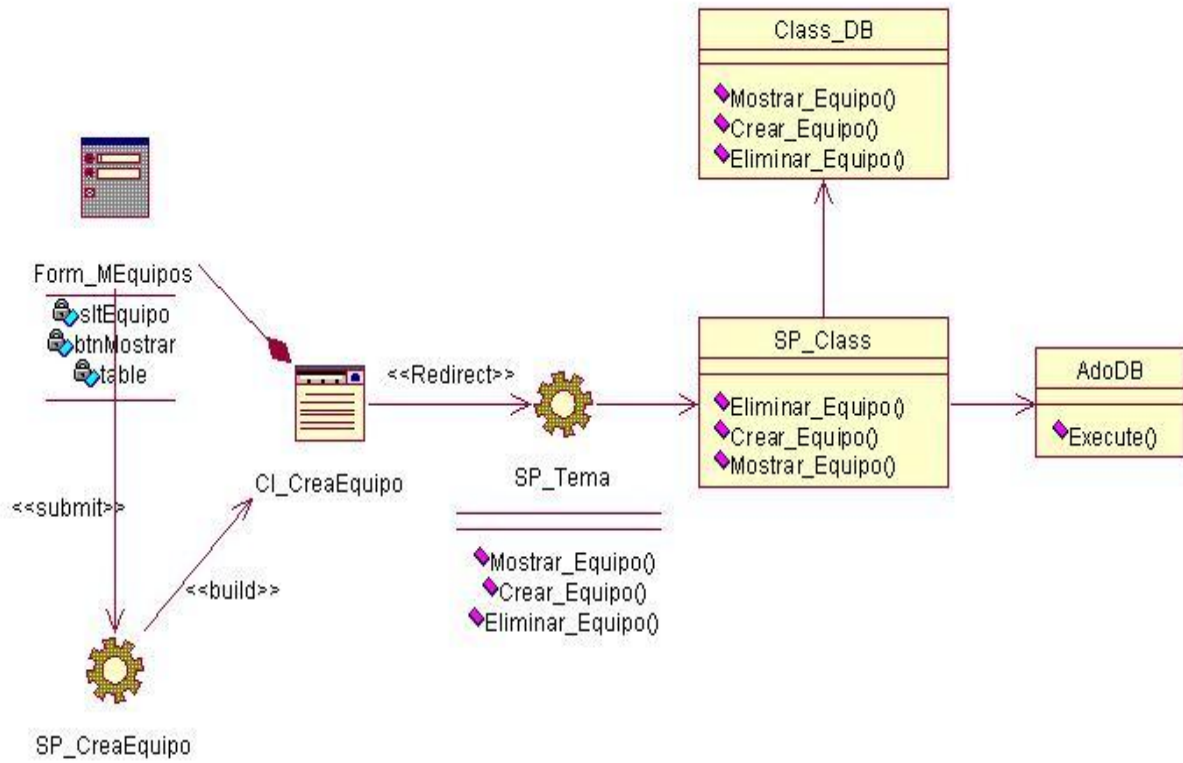 Class_DB
Mostrar_Equipo()
Crear_Equipo()
Eliminar_Equipo()
Form_MEquipos
sltEquipo
btnMostrar
table
<<submit>>
SP_CreaEquipo
<<build>>
Cl_CreaEquipo
<<Redirect>>
SP_Tema
Mostrar_Equipo()
Crear_Equipo()
Eliminar_Equipo()
SP_Class
Eliminar_Equipo()
Crear_Equipo()
Mostrar_Equipo()
AdoDB
Execute()